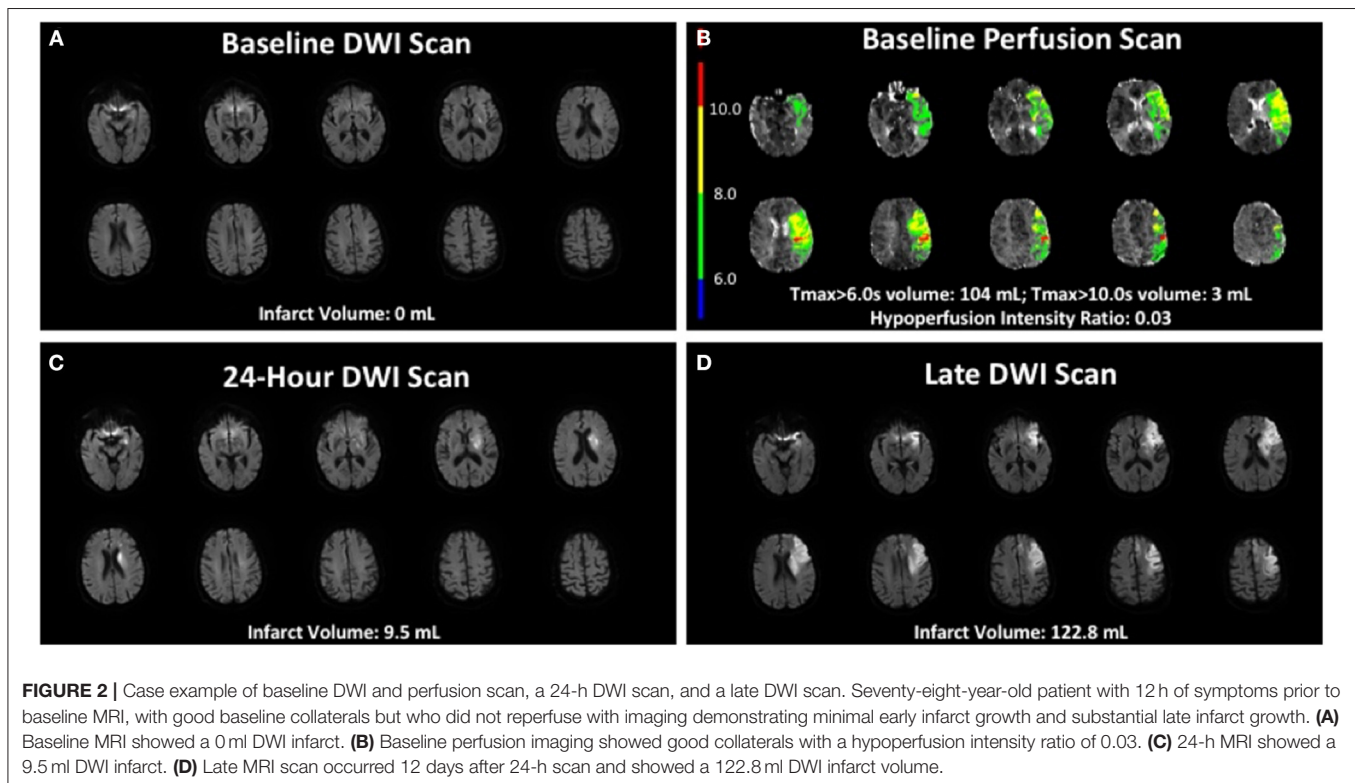 A
Baseline DWI Scan
Infarct Volume: 0 mL
B
Baseline Perfusion Scan
10.0
8.0
6.0
Tmax>6.0s volume: 104 mL; Tmax>10.0s volume: 3 mL
Hypoperfusion Intensity Ratio: 0.03
C
24-Hour DWI Scan
Infarct Volume: 9.5 mL
D
Late DWI Scan
Infarct Volume: 122.8 mL
FIGURE 2 | Case example of baseline DWI and perfusion scan, a 24-h DWI scan, and a late DWI scan. Seventy-eight-year-old patient with 12 h of symptoms prior to
baseline MRI, with good baseline collaterals but who did not reperfuse with imaging demonstrating minimal early infarct growth and substantial late infarct growth. (A)
Baseline MRI showed a 0 ml DWI infarct. (B) Baseline perfusion imaging showed good collaterals with a hypoperfusion intensity ratio of 0.03. (C) 24-h MRI showed a
9.5 ml DWI infarct. (D) Late MRI scan occurred 12 days after 24-h scan and showed a 122.8 ml DWI infarct volume.